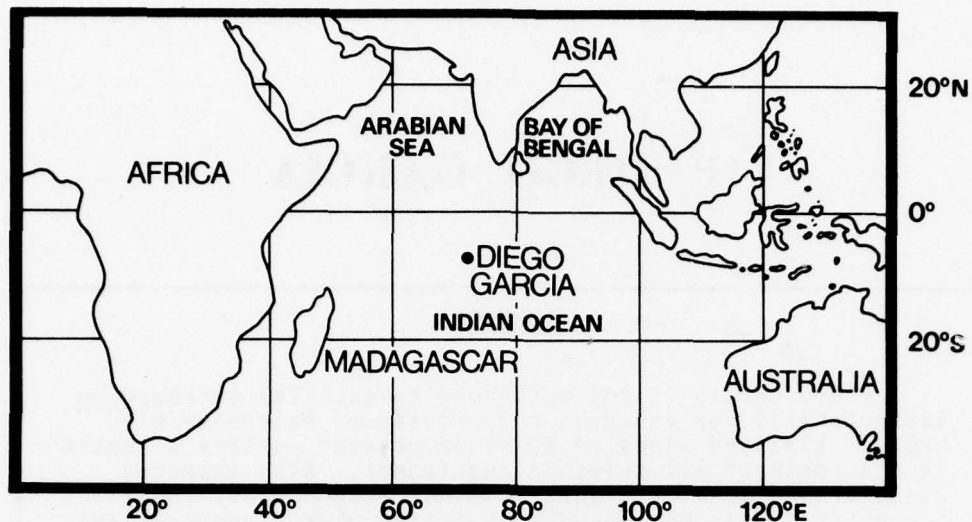 ASIA
20°N
ARABIAN
SEA
BAY OF
BENGAL
AFRICA
0°
DIEGO
GARCIA
INDIAN OCEAN
20°S
MADAGASCAR
AUSTRALIA
20°
40°
60°
80°
100°
120°E